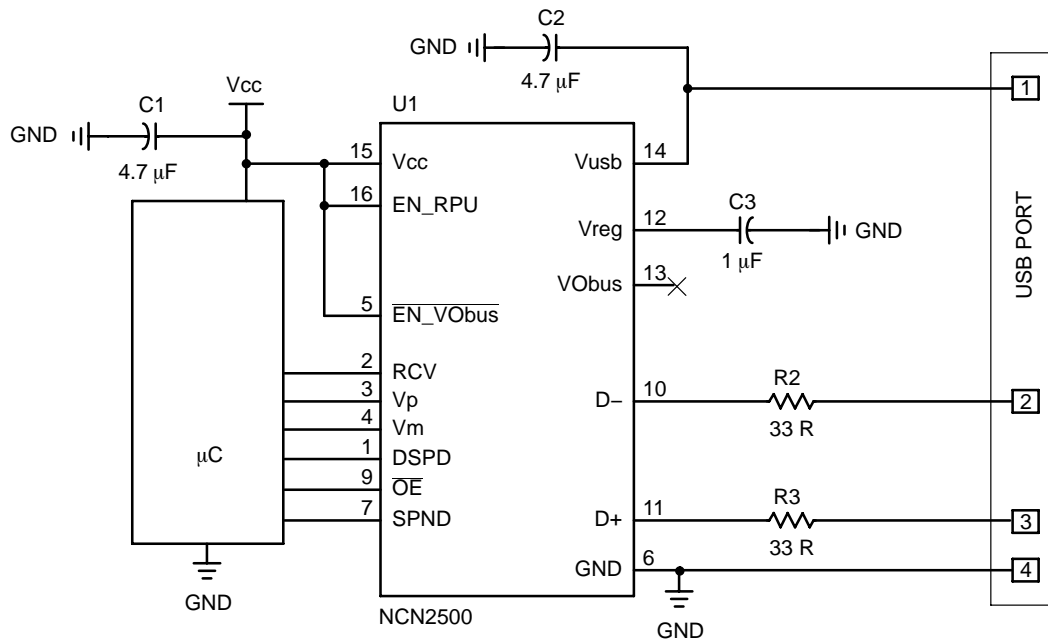 C2
GND
4.7 μF
Vcc
C1
GND
4.7 μF
U1
15 Vcc
16 EN_RPU
5 EN_VObus
2 RCV
3 Vp
4 Vm
1 DSPD
9 OE
7 SPND
Vusb 14
Vreg 12
VObus 13
D– 10
D+ 11
GND 6
NCN2500
μC
GND
C3
1 μF
GND
R2
33 R
R3
33 R
GND
1
2
3
4
USB PORT